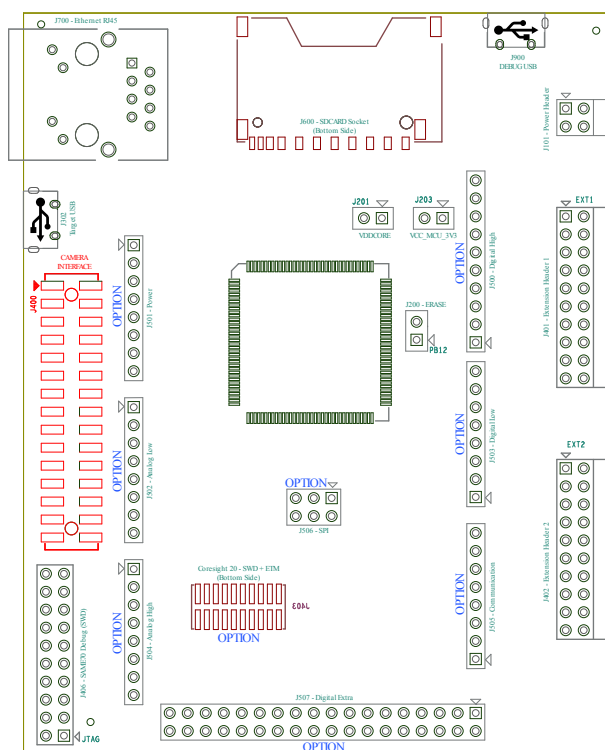 J700 - Ethernet RJ45
J600 - SDCARD Socket
(Bottom Side)
J900
DEBUG USB
J101 - Power Header
J302
Target USB
J201
VDDCORE
J203
VCC_MCU_3V3
OPTION
J500 - Digital High
EXT1
J401 - Extension Header 1
CAMERA
INTERFACE
J400
OPTION
J501 - Power
J200 - ERASE
PB12
OPTION
J502 - Analog Low
OPTION
J503 - Digital Low
EXT2
J402 - Extension Header 2
OPTION
J506 - SPI
Coresight 20 - SWD + ETM
(Bottom Side)
J403
OPTION
OPTION
J504 - Analog High
OPTION
J505 - Communication
J406 - SAME70 Debug (SWD)
JTAG
J507 - Digital Extra
OPTION